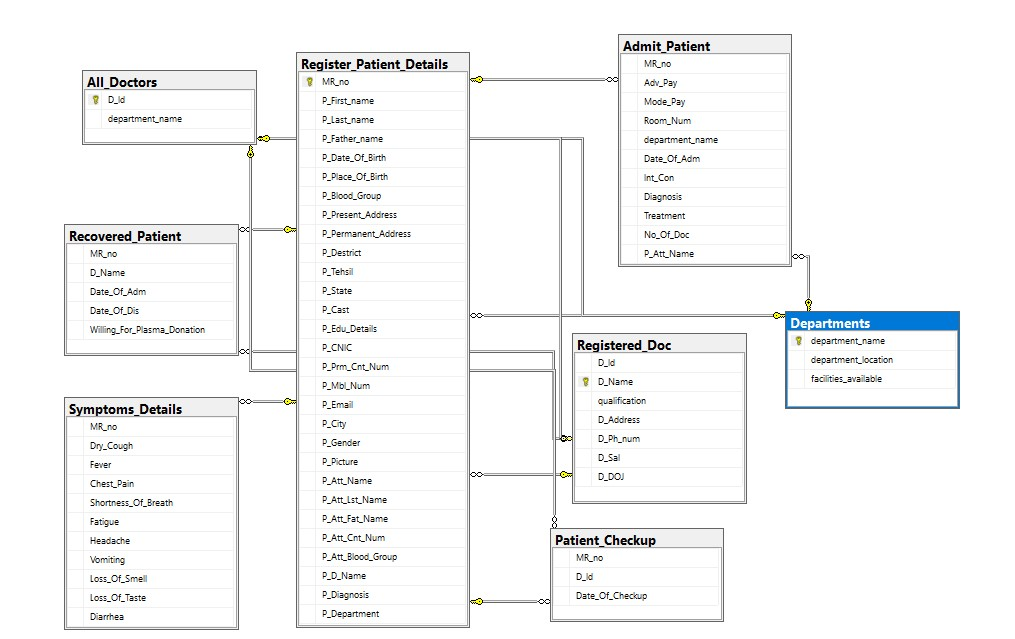 All_Doctors
D_Id
department_name
Register_Patient_Details
MR_no
P_First_name
P_Last_name
P_Father_name
P_Date_Of_Birth
P_Place_Of_Birth
P_Blood_Group
P_Present_Address
P_Permanent_Address
P_Destrict
P_Tehsil
P_State
P_Cast
P_Edu_Details
P_CNIC
P_Prm_Cnt_Num
P_Mbl_Num
P_Email
P_City
P_Gender
P_Picture
P_Att_Name
P_Att_Lst_Name
P_Att_Fat_Name
P_Att_Cnt_Num
P_Att_Blood_Group
P_D_Name
P_Diagnosis
P_Department
Admit_Patient
MR_no
Adv_Pay
Mode_Pay
Room_Num
department_name
Date_Of_Adm
Int_Con
Diagnosis
Treatment
No_Of_Doc
P_Att_Name
Recovered_Patient
MR_no
D_Name
Date_Of_Adm
Date_Of_Dis
Willing_For_Plasma_Donation
Departments
department_name
department_location
facilities_available
Registered_Doc
D_Id
D_Name
qualification
D_Address
D_Ph_num
D_Sal
D_DOJ
Symptoms_Details
MR_no
Dry_Cough
Fever
Chest_Pain
Shortness_Of_Breath
Fatigue
Headache
Vomiting
Loss_Of_Smell
Loss_Of_Taste
Diarrhea
Patient_Checkup
MR_no
D_Id
Date_Of_Checkup